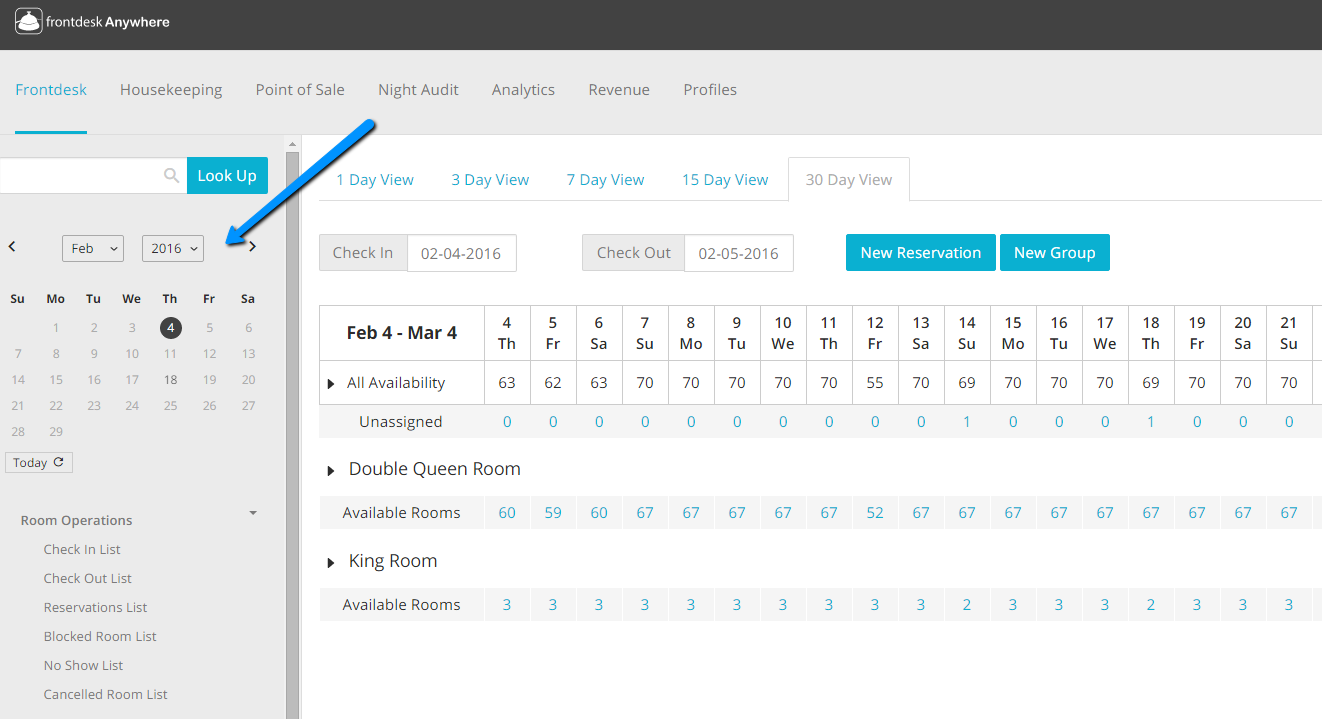 frontdesk Anywhere
Frontdesk Housekeeping Point of Sale Night Audit Analytics Revenue Profiles
Look Up
Feb 2016
Su Mo Tu We Th Fr Sa
1 2 3 4 5 6
7 8 9 10 11 12 13
14 15 16 17 18 19 20
21 22 23 24 25 26 27
28 29
Today
Room Operations
Check In List
Check Out List
Reservations List
Blocked Room List
No Show List
Cancelled Room List
1 Day View 3 Day View 7 Day View 15 Day View 30 Day View
Check In 02-04-2016 Check Out 02-05-2016 New Reservation New Group
Feb 4 - Mar 4 4 5 6 7 8 9 10 11 12 13 14 15 16 17 18 19 20 21
Th Fr Sa Su Mo Tu We Th Fr Sa Su Mo Tu We Th Fr Sa Su
All Availability 63 62 63 70 70 70 70 70 55 70 69 70 70 70 69 70 70 70
Unassigned 0 0 0 0 0 0 0 0 0 0 1 0 0 0 1 0 0 0
Double Queen Room
Available Rooms 60 59 60 67 67 67 67 67 52 67 67 67 67 67 67 67 67 67
King Room
Available Rooms 3 3 3 3 3 3 3 3 3 3 2 3 3 3 2 3 3 3